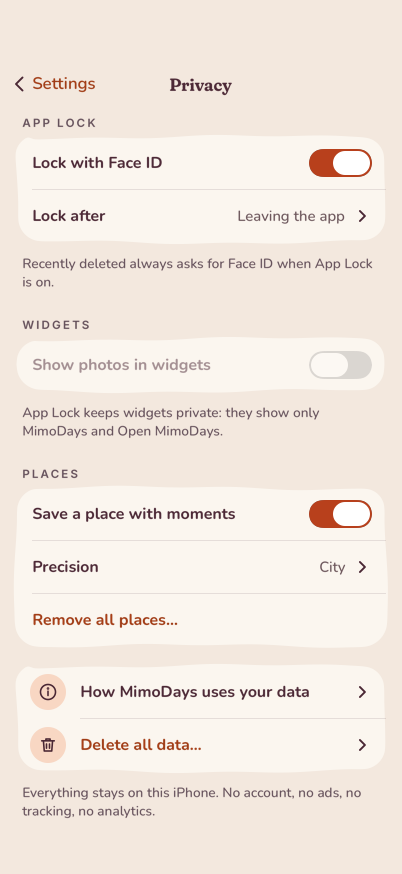 Settings
Privacy
APP LOCK
Lock with Face ID
Lock after
Leaving the app
Recently deleted always asks for Face ID when App Lock
is on.
WIDGETS
Show photos in widgets
App Lock keeps widgets private: they show only
MimoDays and Open MimoDays.
PLACES
Save a place with moments
Precision
City
Remove all places...
How MimoDays uses your data
Delete all data...
Everything stays on this iPhone. No account, no ads, no
tracking, no analytics.